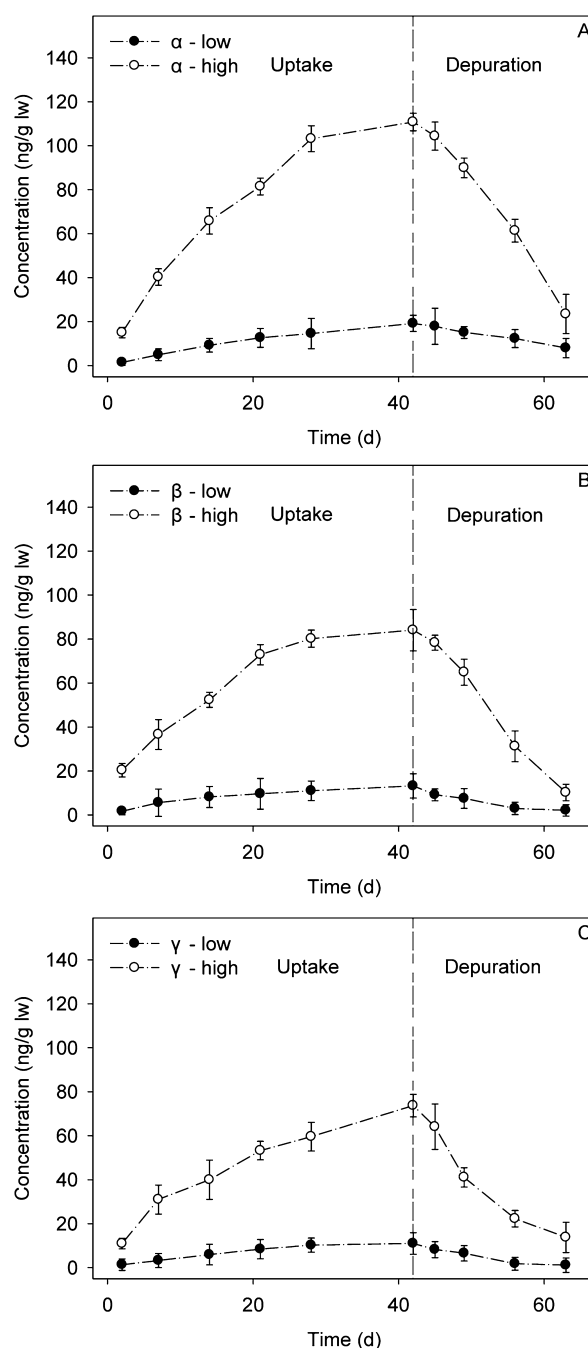 A
α - low
α - high
Uptake
Depuration
140
120
100
80
60
40
20
0
Concentration (ng/g lw)
0
20
40
60
Time (d)
B
β - low
β - high
Uptake
Depuration
140
120
100
80
60
40
20
0
Concentration (ng/g lw)
0
20
40
60
Time (d)
C
γ - low
γ - high
Uptake
Depuration
140
120
100
80
60
40
20
0
Concentration (ng/g lw)
0
20
40
60
Time (d)